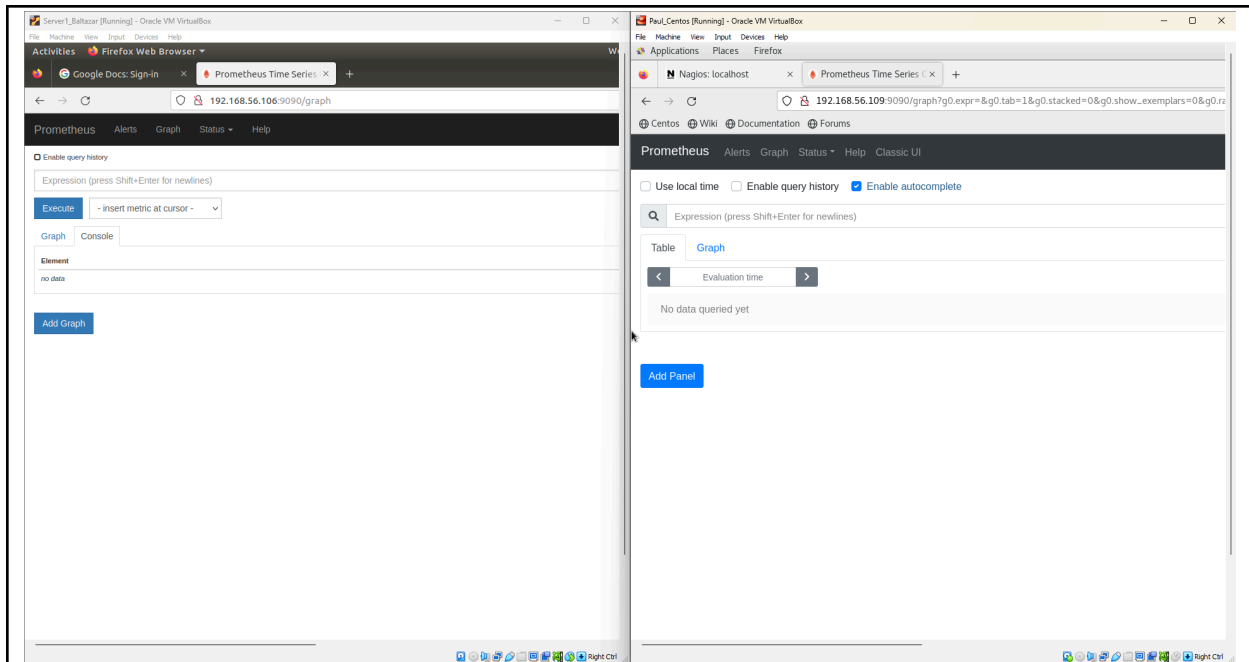 Server1_Baltazar [Running] - Oracle VM VirtualBox
File Machine View Input Devices Help
Activities Firefox Web Browser
Google Docs: Sign-in
Prometheus Time Series
192.168.56.106:9090/graph
Prometheus Alerts Graph Status Help
Enable query history
Expression (press Shift+Enter for newlines)
Execute - insert metric at cursor -
Graph Console
Element
no data
Add Graph
Right Ctrl
Paul_Centos [Running] - Oracle VM VirtualBox
File Machine View Input Devices Help
Applications Places Firefox
Nagios: localhost
Prometheus Time Series
192.168.56.109:9090/graph?g0.expr=&g0.tab=1&g0.stacked=0&g0.show_exemplars=0&g0.ra
Centos Wiki Documentation Forums
Prometheus Alerts Graph Status Help Classic UI
Use local time Enable query history Enable autocomplete
Expression (press Shift+Enter for newlines)
Table Graph
Evaluation time
No data queried yet
Add Panel
Right Ctrl